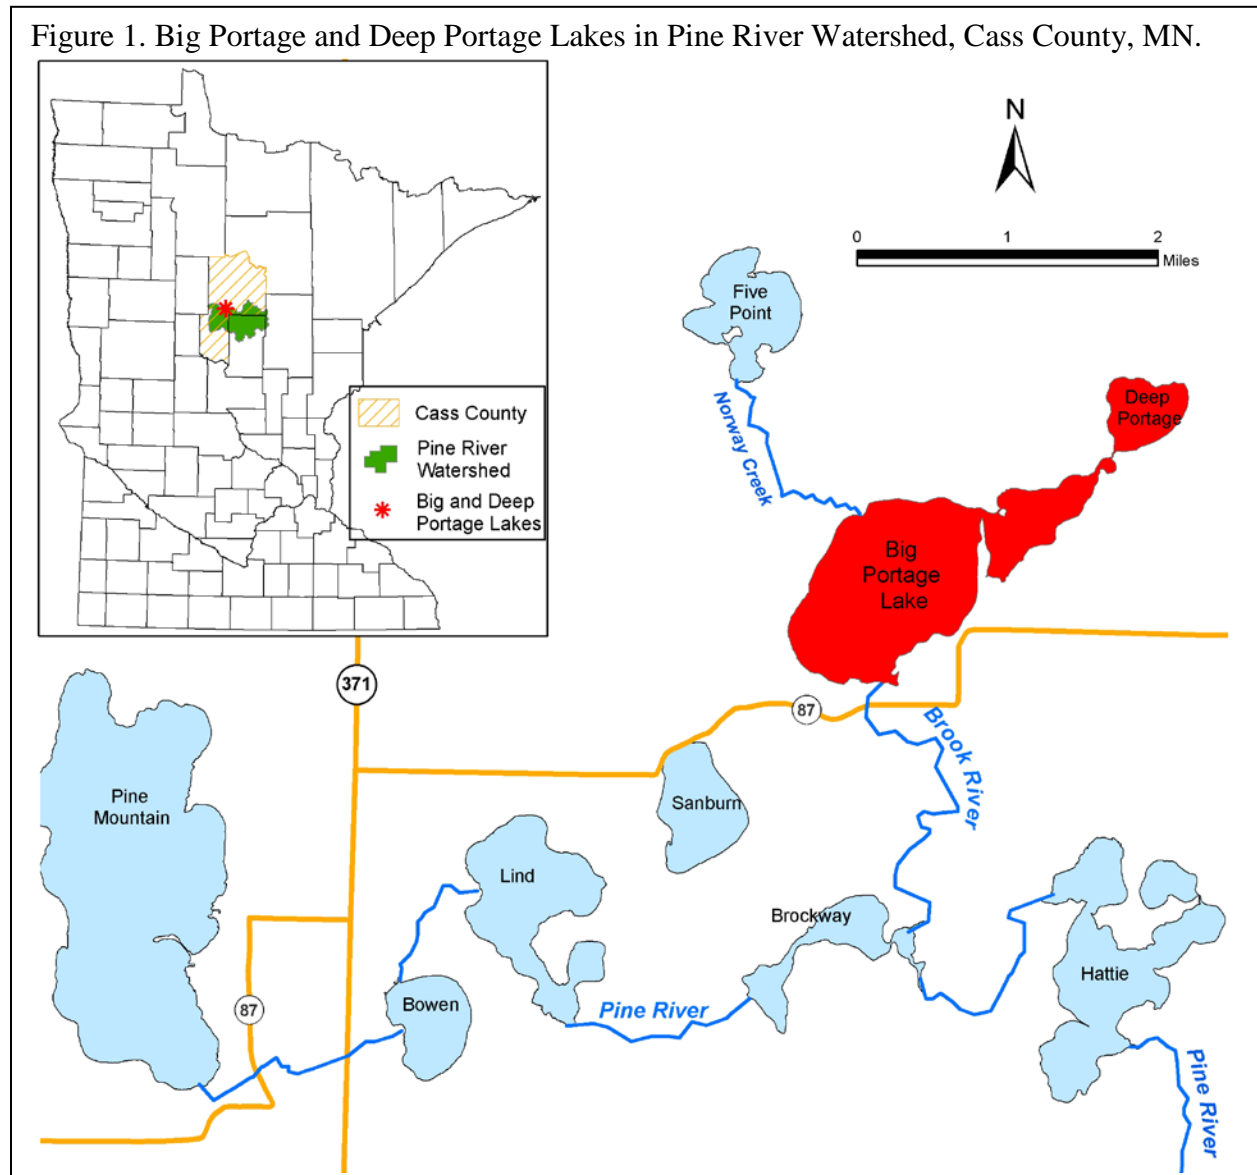 Figure 1. Big Portage and Deep Portage Lakes in Pine River Watershed, Cass County, MN.
N
0 1 2
Miles
Cass County
Pine River
Watershed
Big and Deep
Portage Lakes
Five
Point
Norway Creek
Deep
Portage
Big
Portage
Lake
371
87
Brook River
Pine
Mountain
Sanburn
Lind
Brockway
Hattie
Bowen
87
Pine River
Pine River